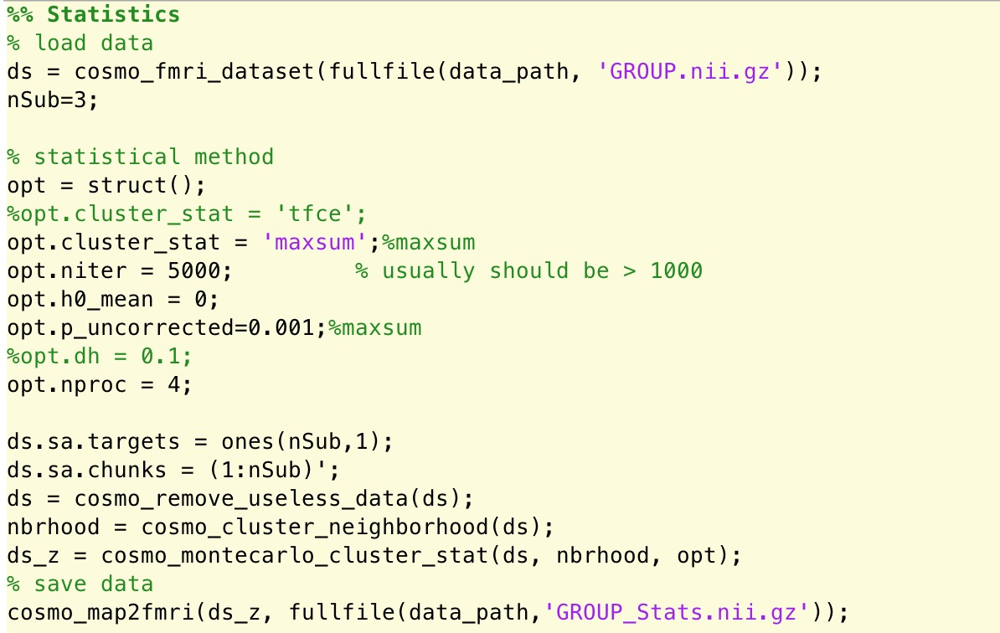 %% Statistics
% load data
ds = cosmo_fmri_dataset(fullfile(data_path, 'GROUP.nii.gz'));
nSub=3;
% statistical method
opt = struct();
%opt.cluster_stat = 'tfce';
opt.cluster_stat = 'maxsum';%maxsum
opt.niter = 5000;         % usually should be > 1000
opt.h0_mean = 0;
opt.p_uncorrected=0.001;%maxsum
%opt.dh = 0.1;
opt.nproc = 4;
ds.sa.targets = ones(nSub,1);
ds.sa.chunks = (1:nSub)';
ds = cosmo_remove_useless_data(ds);
nbrhood = cosmo_cluster_neighborhood(ds);
ds_z = cosmo_montecarlo_cluster_stat(ds, nbrhood, opt);
% save data
cosmo_map2fmri(ds_z, fullfile(data_path,'GROUP_Stats.nii.gz'));